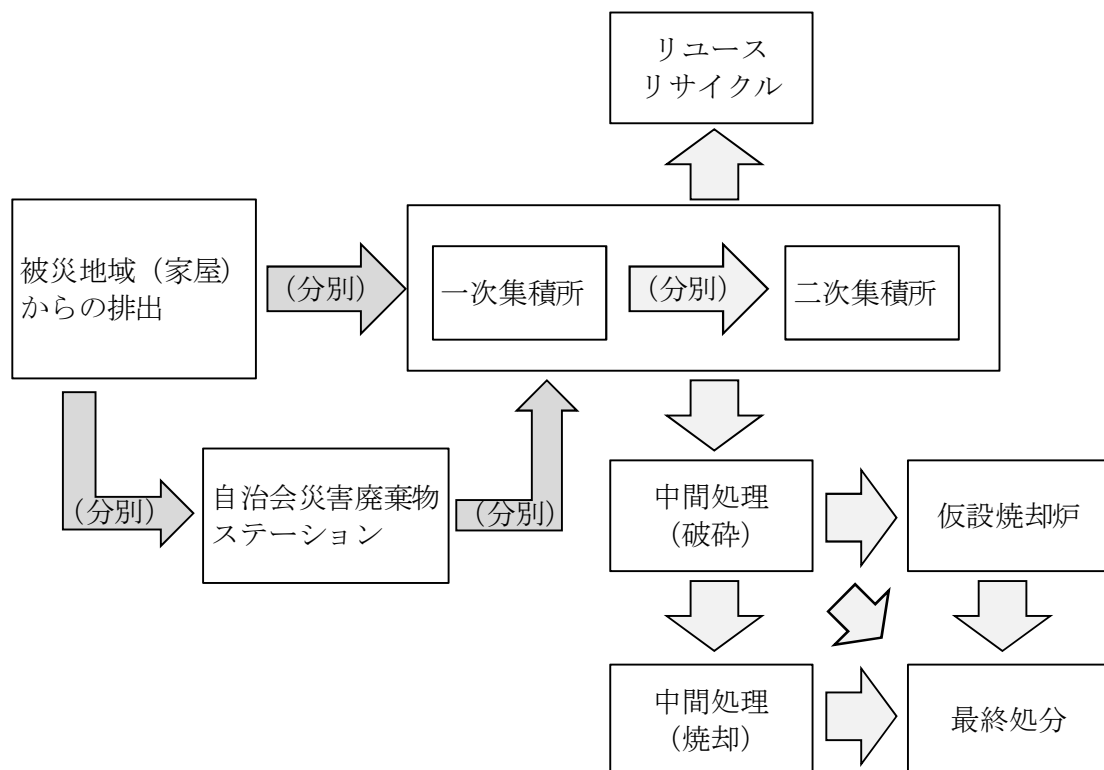 リユース
リサイクル
被災地域（家屋）
からの排出
（分別）
一次集積所
（分別）
二次集積所
（分別）
自治会災害廃棄物
ステーション
（分別）
中間処理
（破砕）
仮設焼却炉
中間処理
（焼却）
最終処分